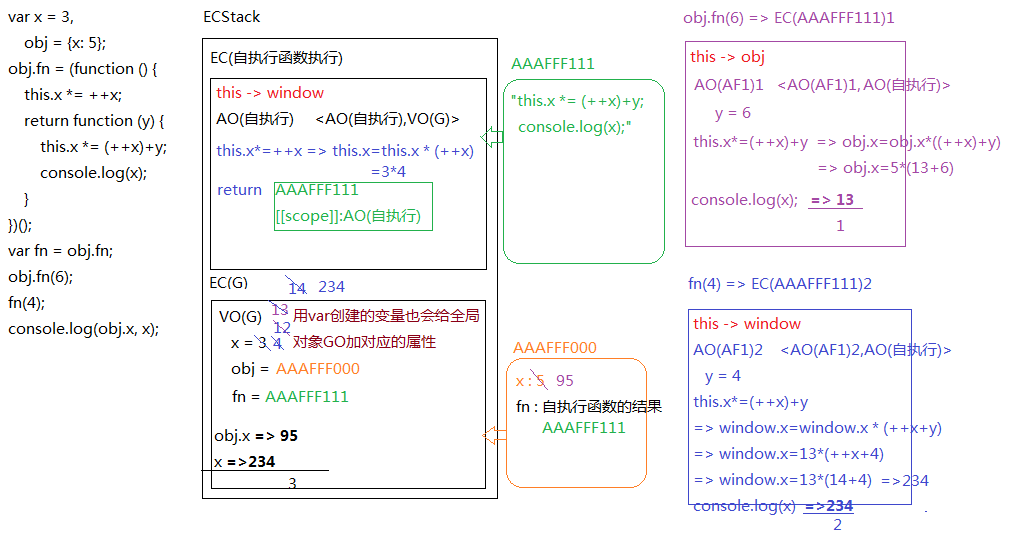 var x = 3,
obj = {x: 5};
obj.fn = (function () {
this.x *= ++x;
return function (y) {
this.x *= (++x)+y;
console.log(x);
}
})();
var fn = obj.fn;
obj.fn(6);
fn(4);
console.log(obj.x, x);
ECStack
EC(自执行函数执行)
this -> window
AO(自执行) <AO(自执行),VO(G)>
this.x*=++x => this.x=this.x * (++x)
=3*4
return AAAFFF111
[[scope]]:AO(自执行)
EC(G)
14 234
13
VO(G) 用var创建的变量也会给全局
12
x = 3 4 对象GO加对应的属性
obj = AAAFFF000
fn = AAAFFF111
obj.x => 95
x =>234
3
AAAFFF111
"this.x *= (++x)+y;
console.log(x);"
AAAFFF000
x : 5 95
fn : 自执行函数的结果
AAAFFF111
obj.fn(6) => EC(AAAFFF111)1
this -> obj
AO(AF1)1 <AO(AF1)1,AO(自执行)>
y = 6
this.x*=(++x)+y => obj.x=obj.x*((++x)+y)
=> obj.x=5*(13+6)
console.log(x); => 13
1
fn(4) => EC(AAAFFF111)2
this -> window
AO(AF1)2 <AO(AF1)2,AO(自执行)>
y = 4
this.x*=(++x)+y
=> window.x=window.x * (++x+y)
=> window.x=13*(++x+4)
=> window.x=13*(14+4) =>234
console.log(x) =>234
2